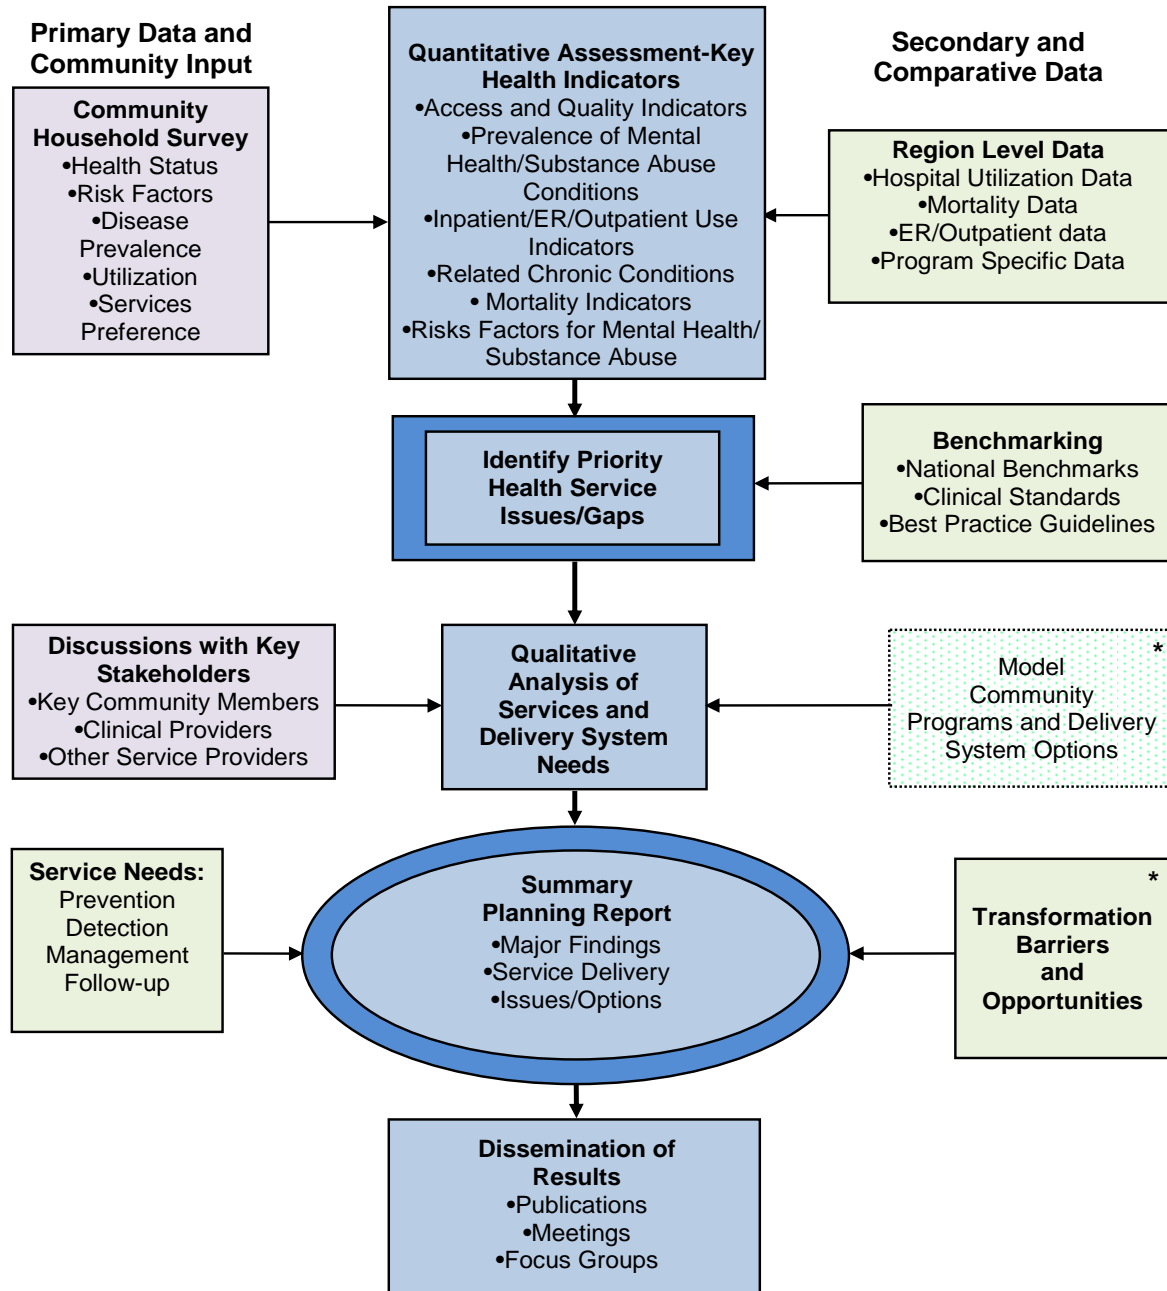 Primary Data and
Community Input
Community
Household Survey
•Health Status
•Risk Factors
•Disease
Prevalence
•Utilization
•Services
Preference
Quantitative Assessment-Key
Health Indicators
•Access and Quality Indicators
•Prevalence of Mental
Health/Substance Abuse
Conditions
•Inpatient/ER/Outpatient Use
Indicators
•Related Chronic Conditions
• Mortality Indicators
•Risks Factors for Mental Health/
Substance Abuse
Secondary and
Comparative Data
Region Level Data
•Hospital Utilization Data
•Mortality Data
•ER/Outpatient data
•Program Specific Data
Identify Priority
Health Service
Issues/Gaps
Benchmarking
•National Benchmarks
•Clinical Standards
•Best Practice Guidelines
Discussions with Key
Stakeholders
•Key Community Members
•Clinical Providers
•Other Service Providers
Qualitative
Analysis of
Services and
Delivery System
Needs
*
Model
Community
Programs and Delivery
System Options
Service Needs:
Prevention
Detection
Management
Follow-up
Summary
Planning Report
•Major Findings
•Service Delivery
•Issues/Options
*
Transformation
Barriers
and
Opportunities
Dissemination of
Results
•Publications
•Meetings
•Focus Groups